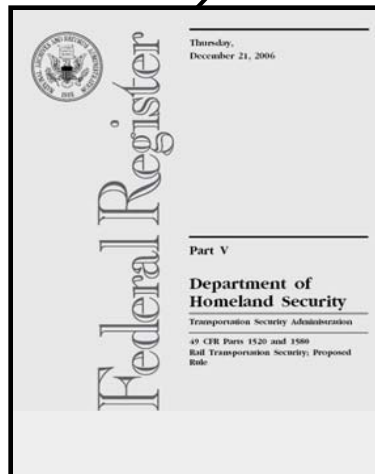 Federal Register
Thursday,
December 21, 2006
Part V
Department of
Homeland Security
Transportation Security Administration
49 CFR Parts 1520 and 1580
Rail Transportation Security; Proposed
Rule